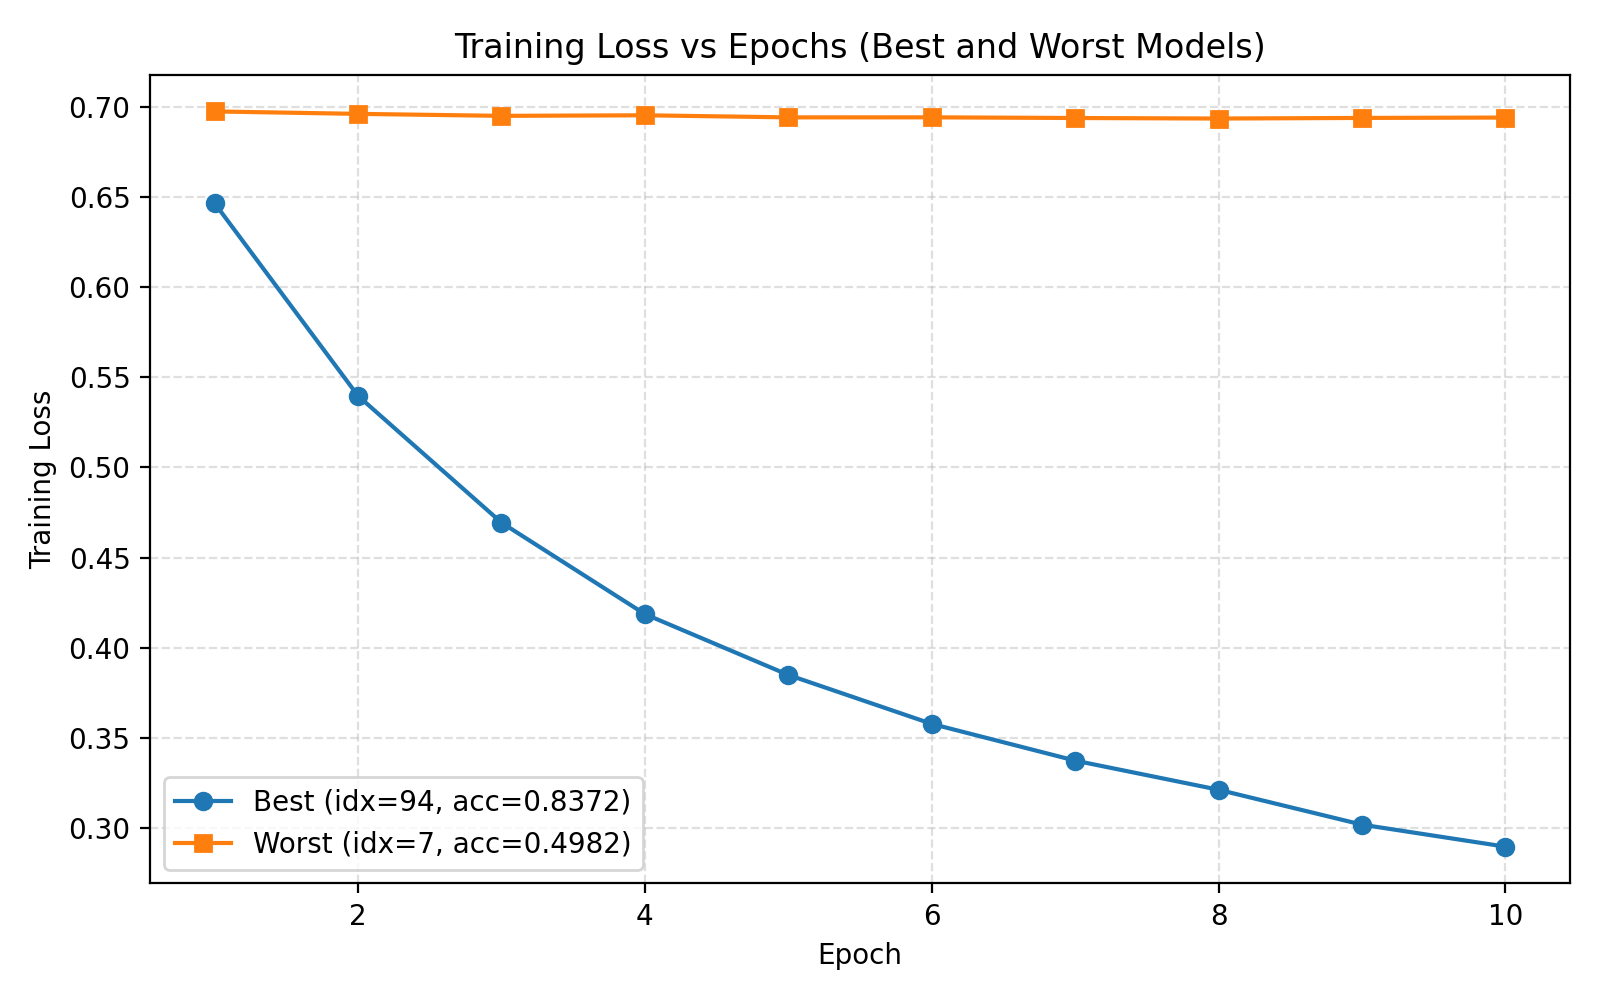 Training Loss vs Epochs (Best and Worst Models)
Training Loss
0.70
0.65
0.60
0.55
0.50
0.45
0.40
0.35
0.30
Best (idx=94, acc=0.8372)
Worst (idx=7, acc=0.4982)
2 4 6 8 10
Epoch